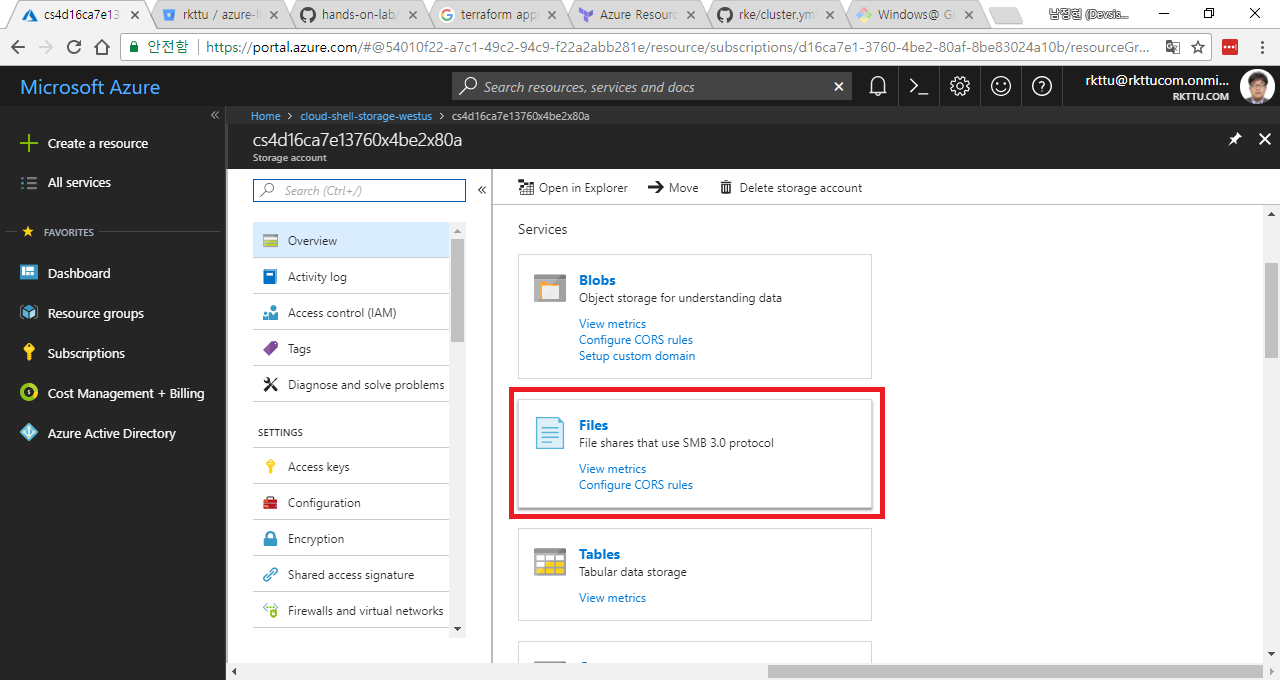 cs4d16ca7e13
rkttu / azure-li
hands-on-lab/
terraform appl
Azure Resourc
rke/cluster.yml
Windows@ Gi
남정현 (Devsis...
안전함
https://portal.azure.com/#@54010f22-a7c1-49c2-94c9-f22a2abb281e/resource/subscriptions/d16ca7e1-3760-4be2-80af-8be83024a10b/resourceGr...
Microsoft Azure
Search resources, services and docs
rkttu@rkttucom.onmi...
RKTTU.COM
Create a resource
All services
FAVORITES
Dashboard
Resource groups
Subscriptions
Cost Management + Billing
Azure Active Directory
Home > cloud-shell-storage-westus > cs4d16ca7e13760x4be2x80a
cs4d16ca7e13760x4be2x80a
Storage account
Search (Ctrl+/)
Overview
Activity log
Access control (IAM)
Tags
Diagnose and solve problems
SETTINGS
Access keys
Configuration
Encryption
Shared access signature
Firewalls and virtual networks
Open in Explorer
Move
Delete storage account
Services
Blobs
Object storage for understanding data
View metrics
Configure CORS rules
Setup custom domain
Files
File shares that use SMB 3.0 protocol
View metrics
Configure CORS rules
Tables
Tabular data storage
View metrics